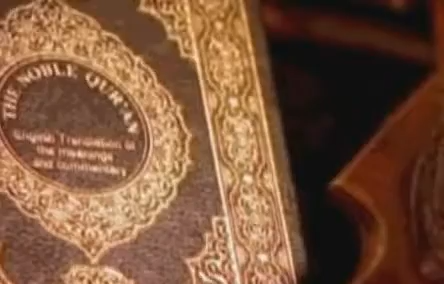 THE NOBLE QUR'AN
English Translation of
the meanings
and commentary